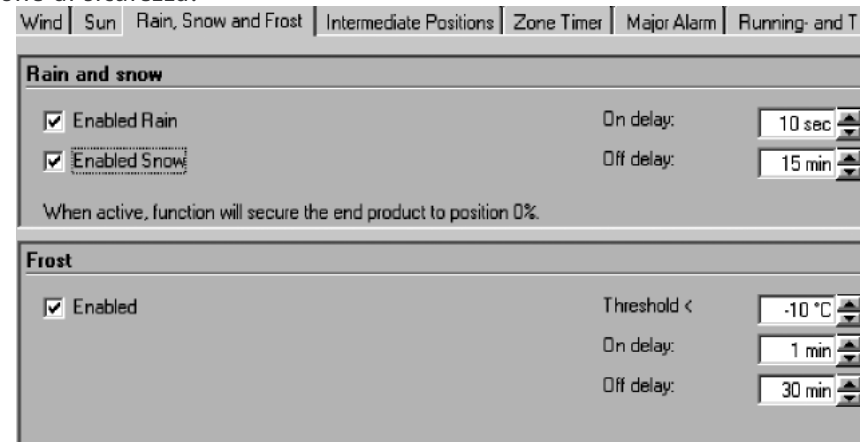 Wind Sun Rain, Snow and Frost Intermediate Positions Zone Timer Major Alarm Running- and T
Rain and snow
Enabled Rain On delay: 10 sec
Enabled Snow Off delay: 15 min
When active, function will secure the end product to position 0%.
Frost
Enabled Threshold < -10 °C
On delay: 1 min
Off delay: 30 min